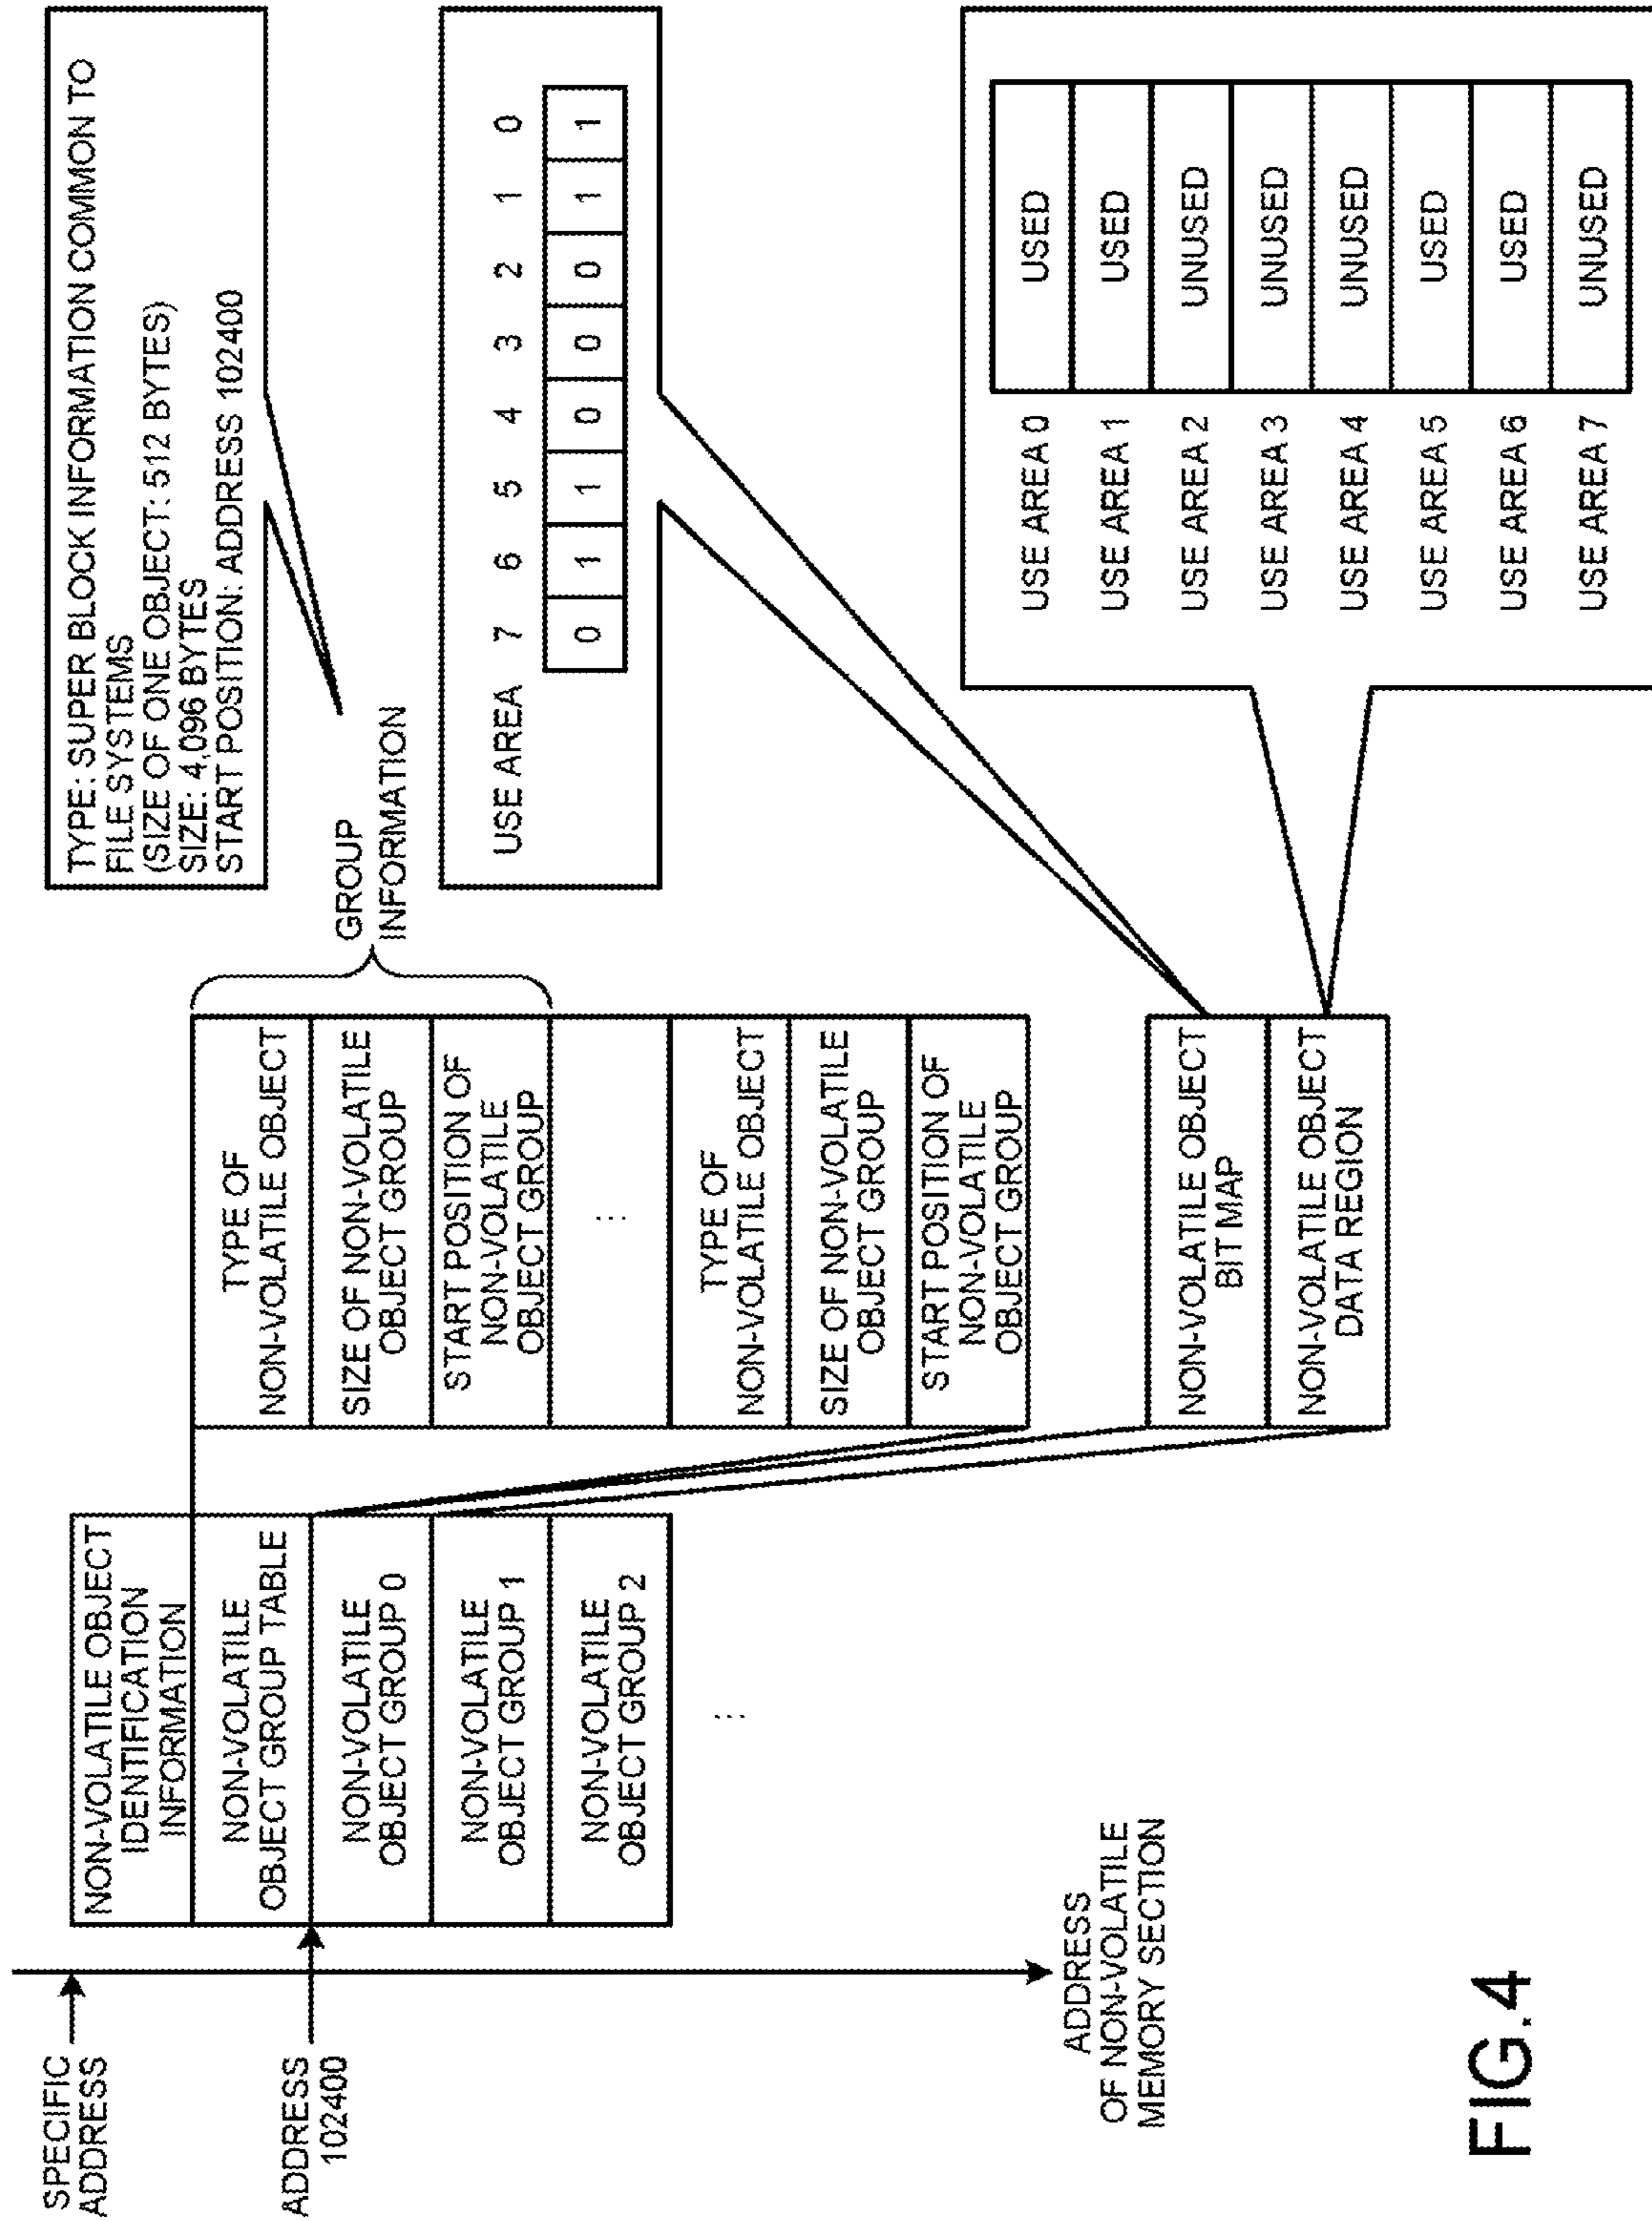 SPECIFIC
ADDRESS
ADDRESS
102400
ADDRESS
OF NON-VOLATILE
MEMORY SECTION
NON-VOLATILE OBJECT
IDENTIFICATION
INFORMATION
NON-VOLATILE
OBJECT GROUP TABLE
NON-VOLATILE
OBJECT GROUP 0
NON-VOLATILE
OBJECT GROUP 1
NON-VOLATILE
OBJECT GROUP 2
...
TYPE OF
NON-VOLATILE OBJECT
SIZE OF NON-VOLATILE
OBJECT GROUP
START POSITION OF
NON-VOLATILE
OBJECT GROUP
...
TYPE OF
NON-VOLATILE OBJECT
SIZE OF NON-VOLATILE
OBJECT GROUP
START POSITION OF
NON-VOLATILE
OBJECT GROUP
NON-VOLATILE OBJECT
BIT MAP
NON-VOLATILE OBJECT
DATA REGION
GROUP
INFORMATION
TYPE: SUPER BLOCK INFORMATION COMMON TO
FILE SYSTEMS
(SIZE OF ONE OBJECT: 512 BYTES)
SIZE: 4,096 BYTES
START POSITION: ADDRESS 102400
USE AREA 7 6 5 4 3 2 1 0
0 1 1 0 0 0 1 1
USE AREA 0 USED
USE AREA 1 USED
USE AREA 2 UNUSED
USE AREA 3 UNUSED
USE AREA 4 UNUSED
USE AREA 5 USED
USE AREA 6 USED
USE AREA 7 UNUSED
FIG.4